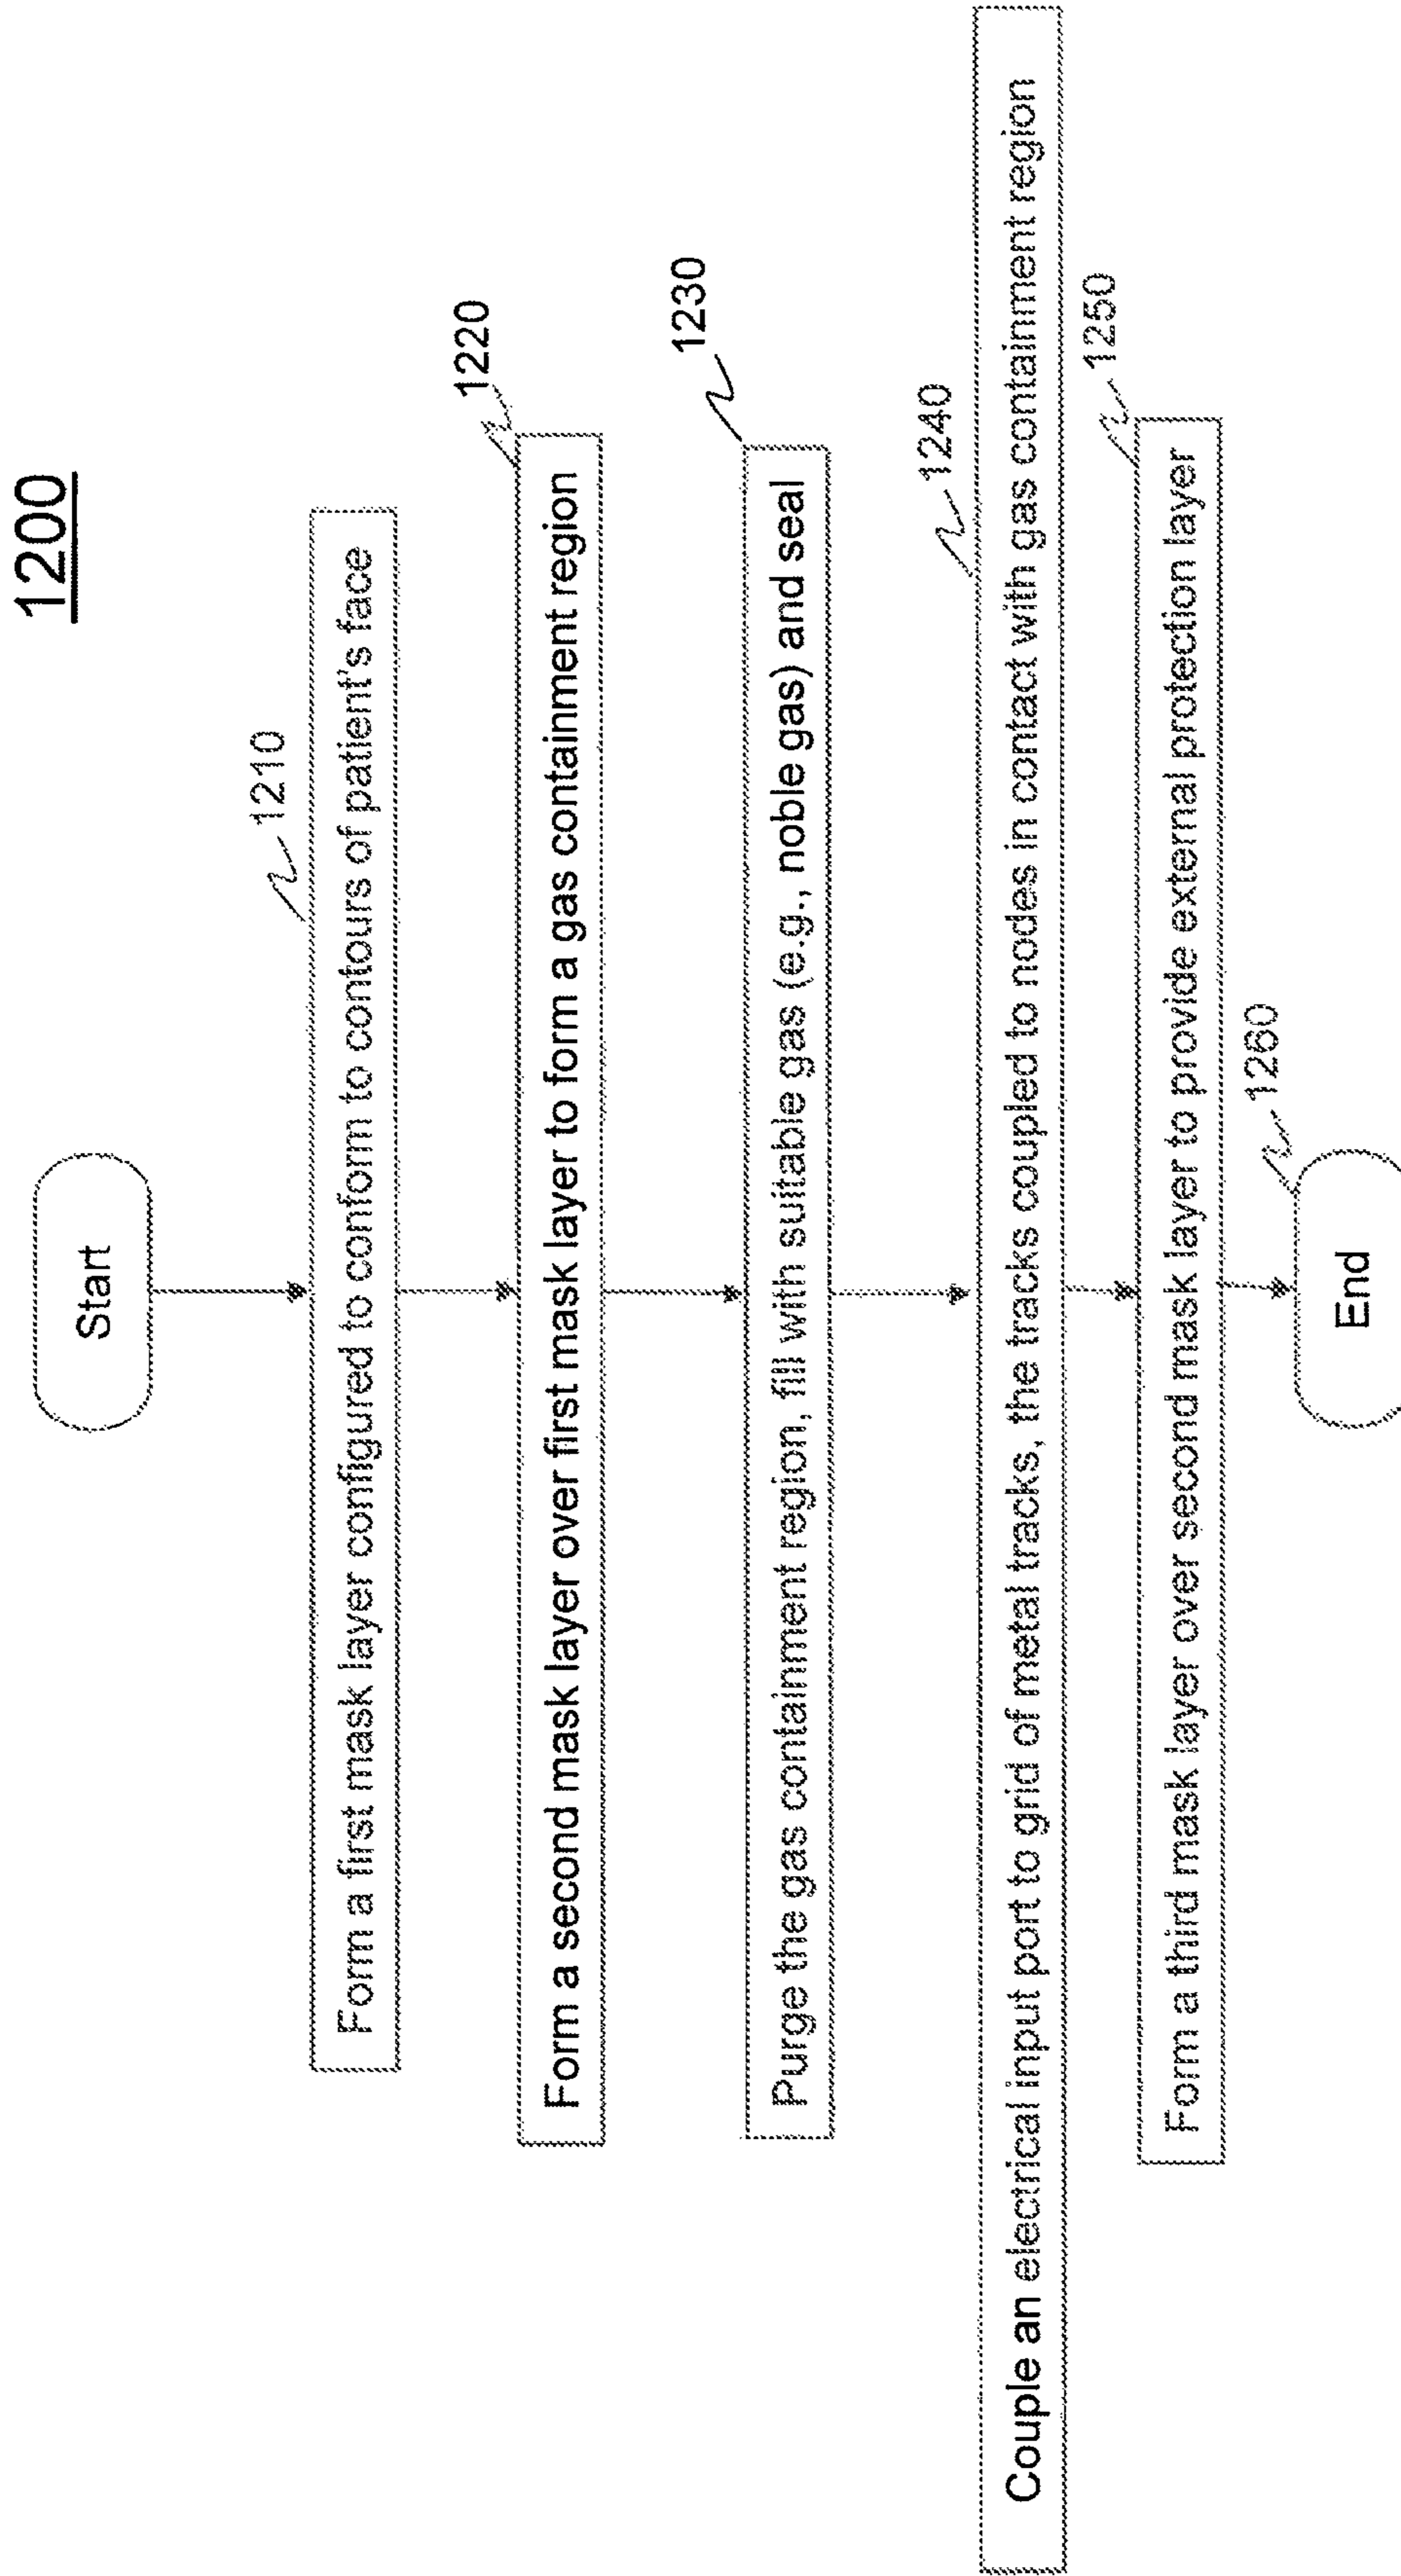 1200
Start
1210
Form a first mask layer configured to conform to contours of patient's face
1220
Form a second mask layer over first mask layer to form a gas containment region
1230
Purge the gas containment region, fill with suitable gas (e.g., noble gas) and seal
1240
Couple an electrical input port to grid of metal tracks, the tracks coupled to nodes in contact with gas containment region
1250
Form a third mask layer over second mask layer to provide external protection layer
1260
End